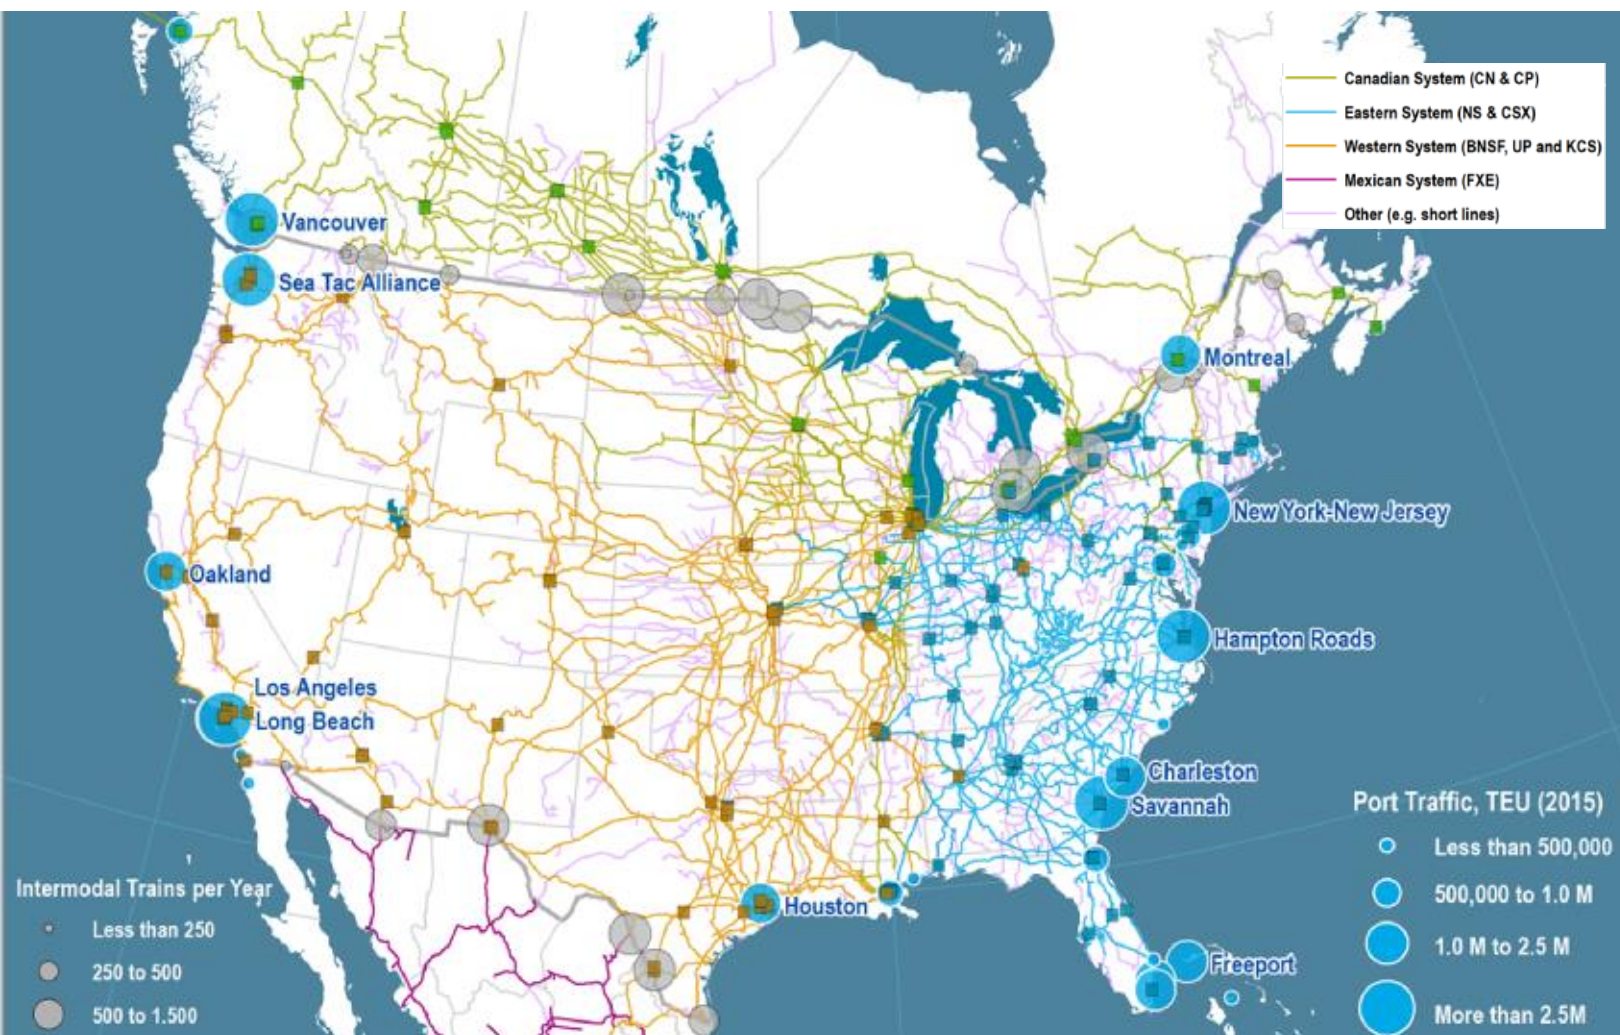 Canadian System (CN & CP)
Eastern System (NS & CSX)
Western System (BNSF, UP and KCS)
Mexican System (FXE)
Other (e.g. short lines)
Vancouver
Sea Tac Alliance
Montreal
New York-New Jersey
Oakland
Hampton Roads
Los Angeles
Long Beach
Charleston
Savannah
Houston
Freeport
Intermodal Trains per Year
Less than 250
250 to 500
500 to 1.500
Port Traffic, TEU (2015)
Less than 500,000
500,000 to 1.0 M
1.0 M to 2.5 M
More than 2.5M